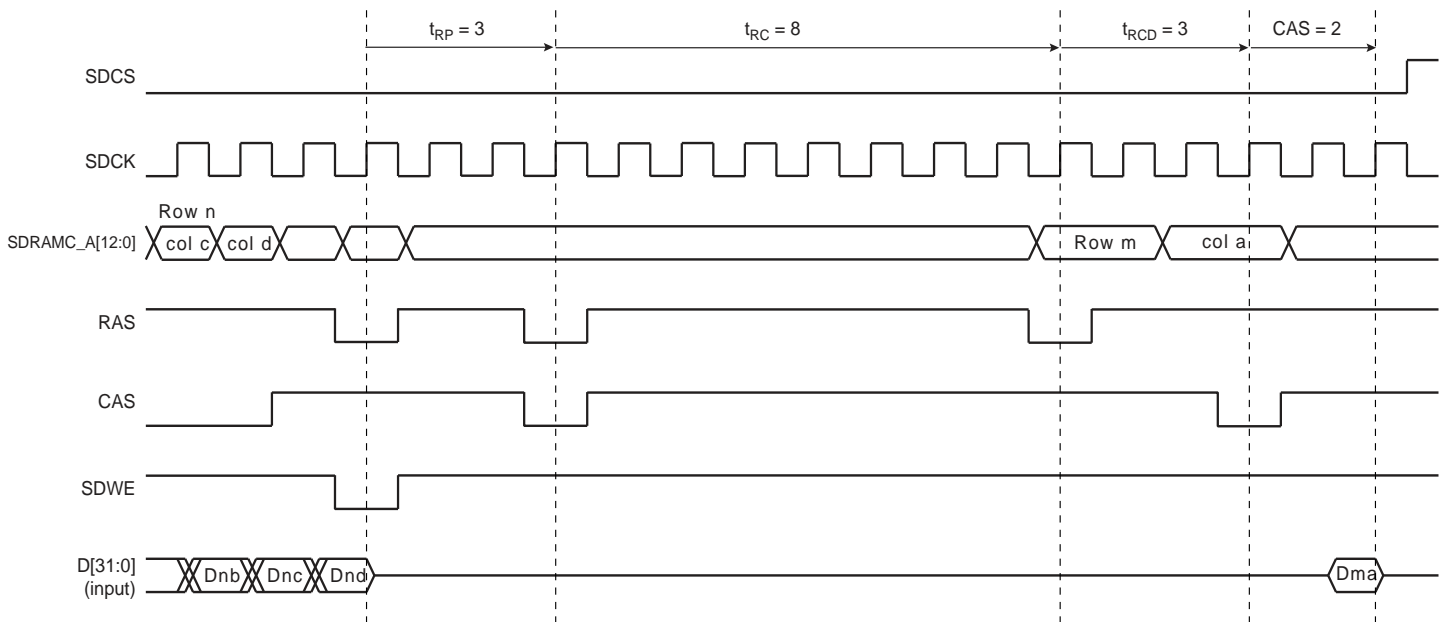 tRP = 3
tRC = 8
tRCD = 3
CAS = 2
SDCS
SDCK
Row n
SDRAMC_A[12:0]
col c
col d
Row m
col a
RAS
CAS
SDWE
D[31:0]
(input)
Dnb
Dnc
Dnd
Dma